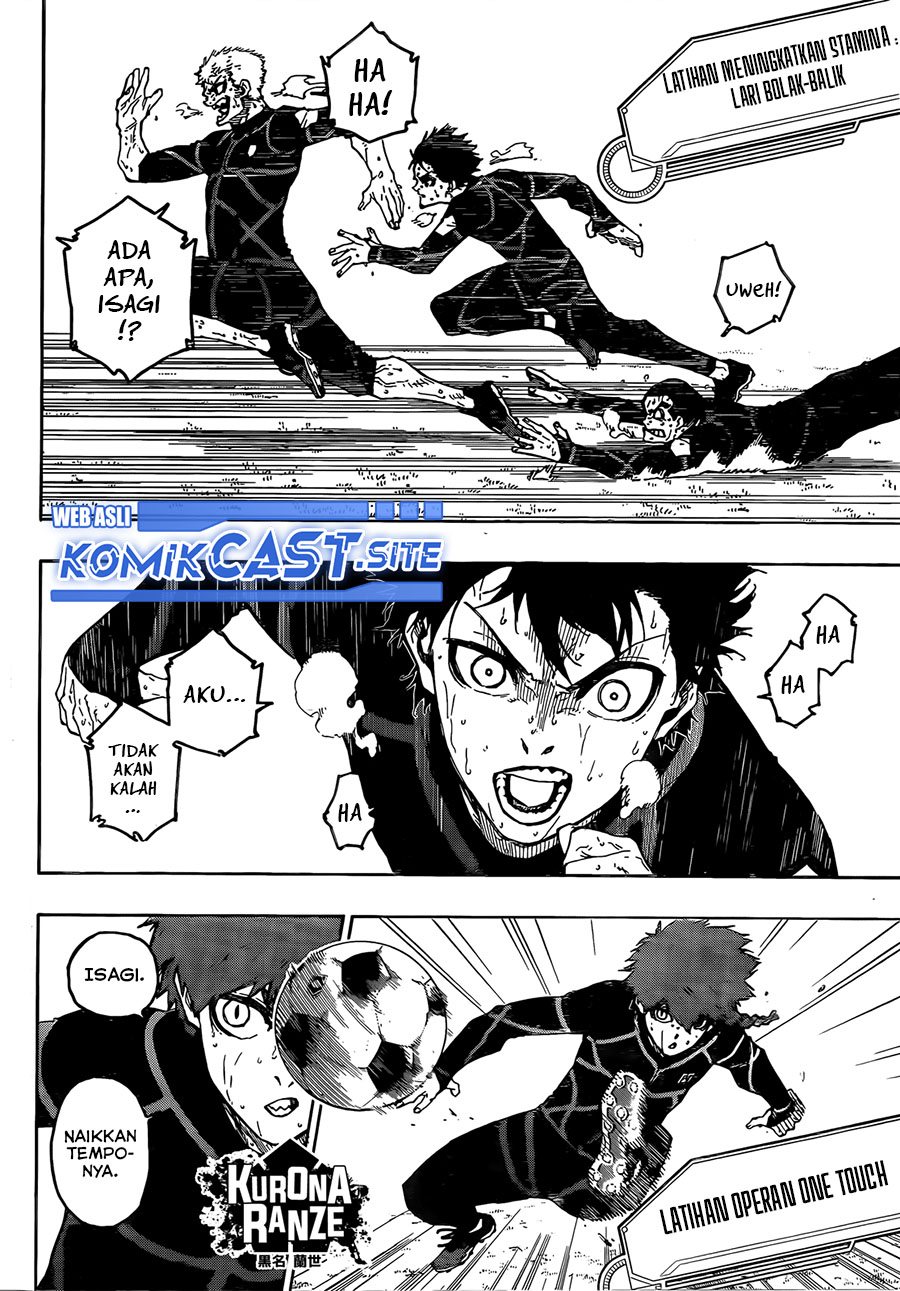 LATIHAN MENINGKATKAN STAMINA :
LARI BOLAK-BALIK
HA
HA!
ADA
APA,
ISAGI
!?
UWEH!
WEB ASLI
KOMIKCAST.SITE
HA
HA
AKU...
TIDAK
AKAN
KALAH
...
HA
ISAGI.
NAIKKAN
TEMPO-
NYA.
KURONA
RANZE
黒名 蘭世
LATIHAN OPERAN ONE TOUCH